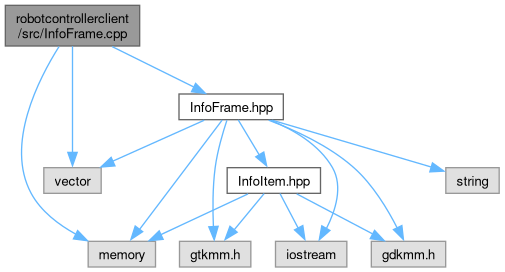 robotcontrollerclient
/src/InfoFrame.cpp
InfoFrame.hpp
vector
InfoItem.hpp
string
memory
gtkmm.h
iostream
gdkmm.h